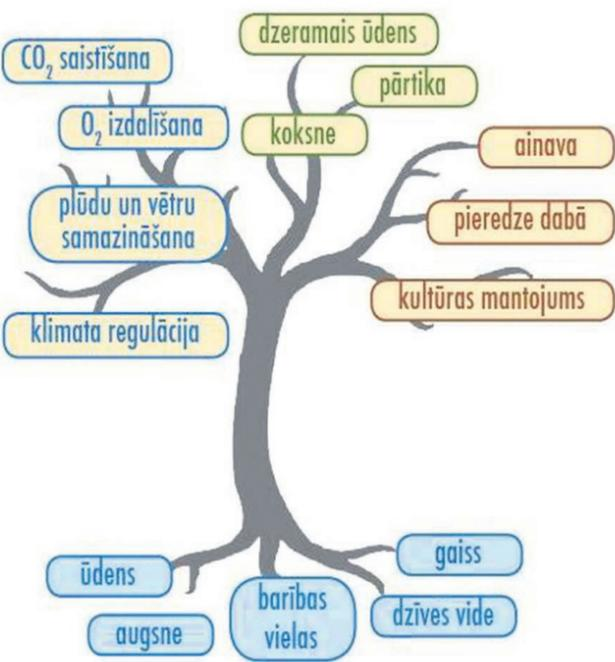 CO₂ saistīšana
O₂ izdalīšana
plūdu un vētru
samazināšana
klimata regulācija
dzeramais ūdens
pārtika
koksne
ainava
pieredze dabā
kultūras mantojums
ūdens
augsne
barības
vielas
gaiss
dzīves vide